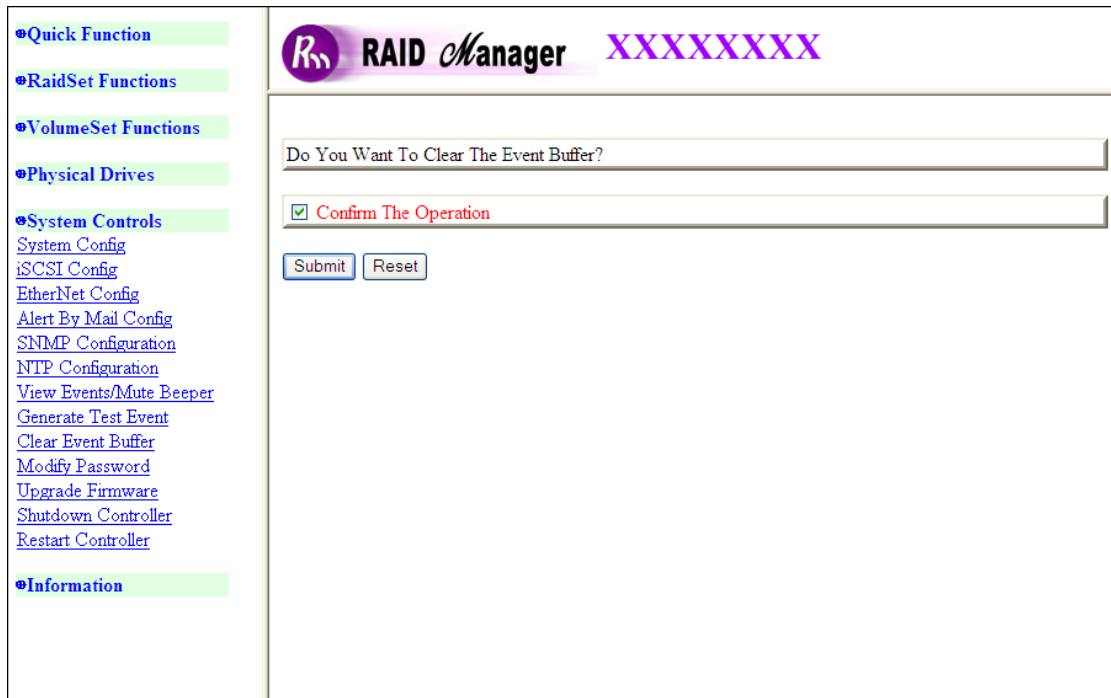 Quick Function
RaidSet Functions
VolumeSet Functions
Physical Drives
System Controls
System Config
iSCSI Config
EtherNet Config
Alert By Mail Config
SNMP Configuration
NTP Configuration
View Events/Mute Beeper
Generate Test Event
Clear Event Buffer
Modify Password
Upgrade Firmware
Shutdown Controller
Restart Controller
Information
Rm RAID Manager XXXXXXXX
Do You Want To Clear The Event Buffer?
Confirm The Operation
Submit Reset